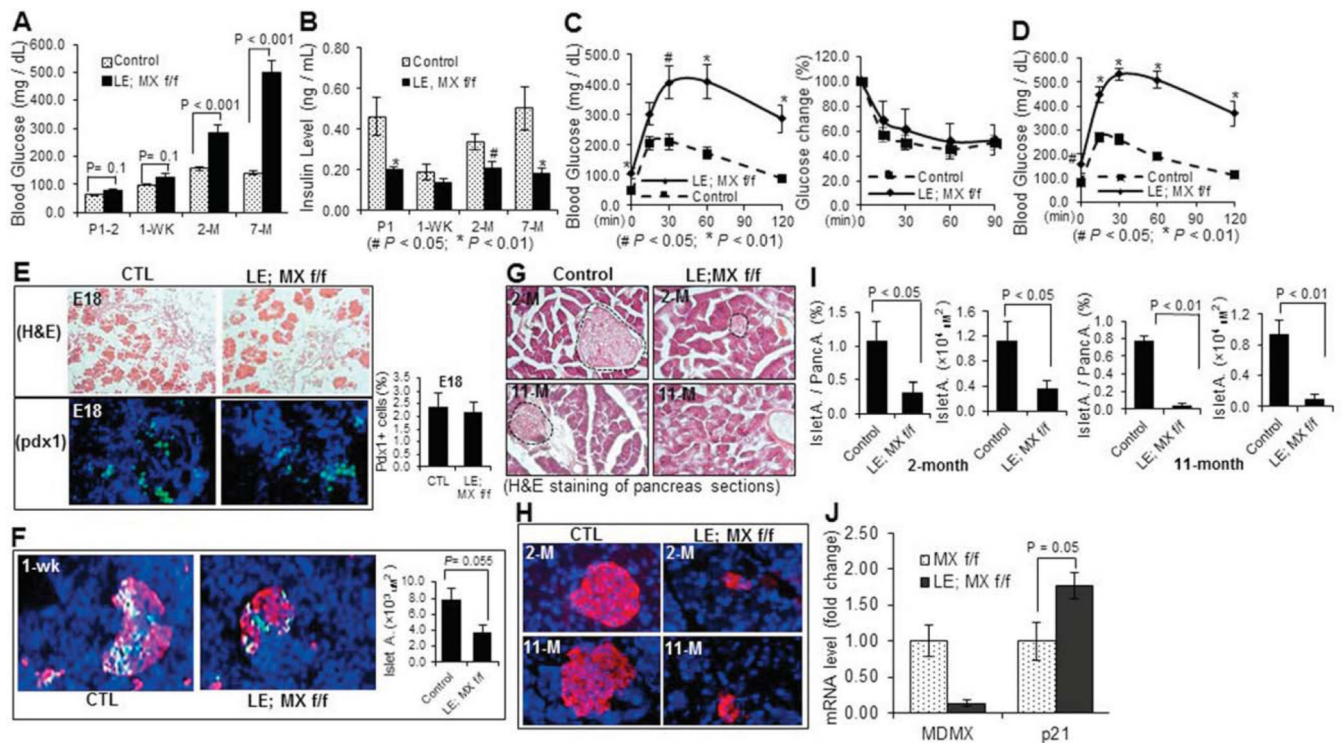 A
Blood Glucose (mg / dL)
600.0
500.0
400.0
300.0
200.0
100.0
0.0
Control
LE; MX f/f
P= 0.1
P= 0.1
P < 0.001
P < 0.001
P1-2
1-WK
2-M
7-M
B
Insulin Level (ng / mL)
0.80
0.60
0.40
0.20
0.00
Control
LE; MX f/f
*
#
*
P1
1-WK
2-M
7-M
(# P < 0.05; * P < 0.01)
C
Blood Glucose (mg / dL)
500.0
400.0
300.0
200.0
100.0
0.0
*
#
*
*
LE; MX f/f
Control
(min)
0
30
60
90
120
(# P < 0.05; * P < 0.01)
Glucose change (%)
140
120
100
80
60
40
20
0
Control
LE; MX f/f
(min)
0
30
60
90
D
Blood Glucose (mg / dL)
600.0
500.0
400.0
300.0
200.0
100.0
0.0
#
*
*
*
*
Control
LE; MX f/f
(min)
0
30
60
90
120
(# P < 0.05; * P < 0.01)
E
CTL
LE; MX f/f
(H&E)
E18
(pdx1)
E18
Pdx1+ cells (%)
3.5
3.0
2.5
2.0
1.5
1.0
0.5
0.0
E18
CTL
LE;
MX f/f
F
1-wk
CTL
LE; MX f/f
Islet A. (×10³ µM²)
10.0
8.0
6.0
4.0
2.0
0.0
P= 0.055
Control
LE; MX f/f
G
Control
LE;MX f/f
2-M
2-M
11-M
11-M
(H&E staining of pancreas sections)
H
CTL
LE; MX f/f
2-M
2-M
11-M
11-M
I
Islet A. / Panc A. (%)
1.5
1.0
0.5
0.0
P < 0.05
Control
LE; MX f/f
Islet A. (×10⁴ µM²)
1.6
1.2
0.8
0.4
0.0
P < 0.05
Control
LE; MX f/f
2-month
Islet A. / Panc A. (%)
1.0
0.8
0.6
0.4
0.2
0.0
P < 0.01
Control
LE; MX f/f
Islet A. (×10⁴ µM²)
1.2
0.9
0.6
0.3
0.0
P < 0.01
Control
LE; MX f/f
11-month
J
mRNA level (fold change)
2.50
2.00
1.50
1.00
0.50
0.00
MX f/f
LE; MX f/f
P = 0.05
MDMX
p21